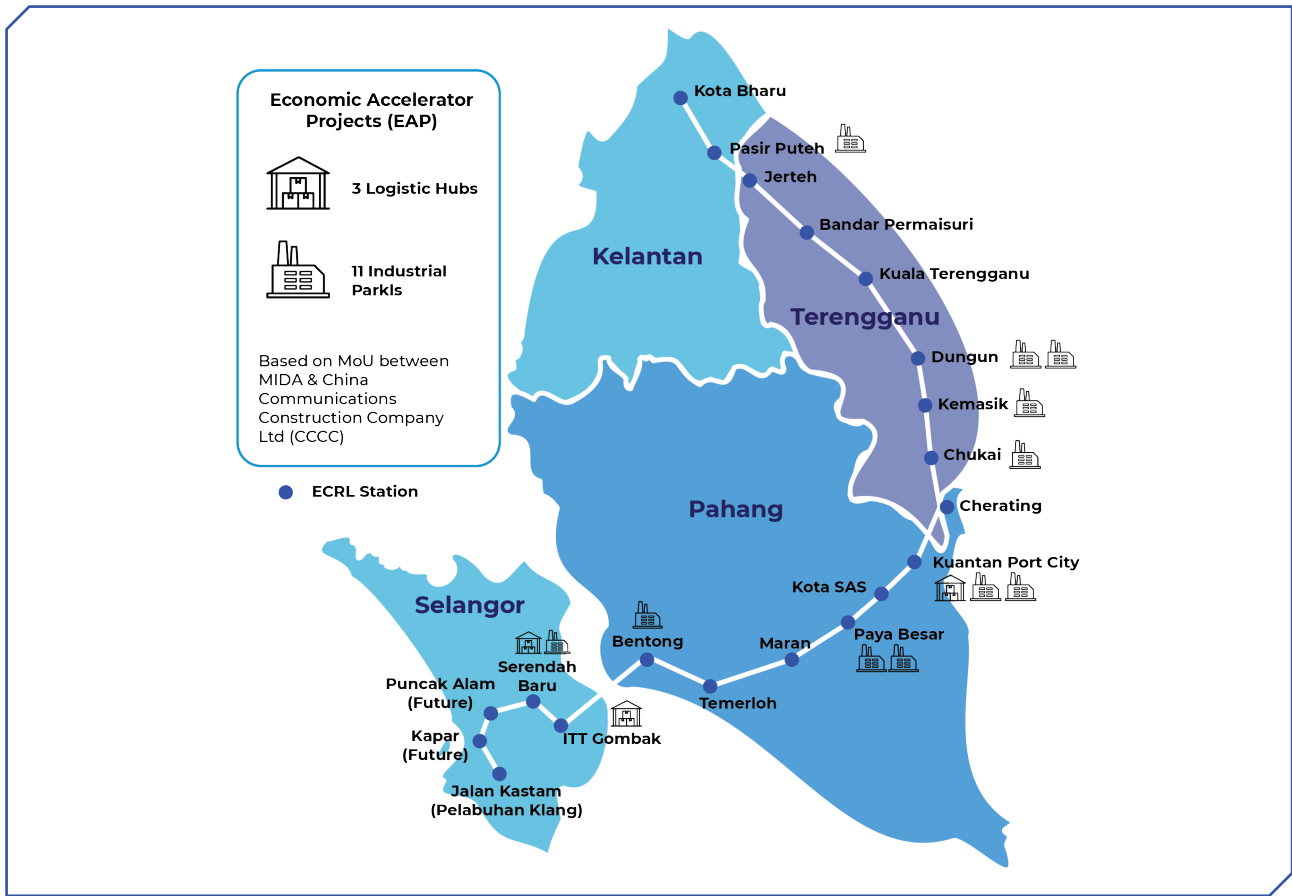 Economic Accelerator
Projects (EAP)
3 Logistic Hubs
11 Industrial
Parkls
Based on MoU between
MIDA & China
Communications
Construction Company
Ltd (CCCC)
ECRL Station
Kota Bharu
Pasir Puteh
Jerteh
Bandar Permaisuri
Kelantan
Kuala Terengganu
Terengganu
Dungun
Kemasik
Chukai
Pahang
Cherating
Kuantan Port City
Kota SAS
Selangor
Paya Besar
Bentong
Maran
Serendah
Baru
Temerloh
Puncak Alam
(Future)
ITT Gombak
Kapar
(Future)
Jalan Kastam
(Pelabuhan Klang)